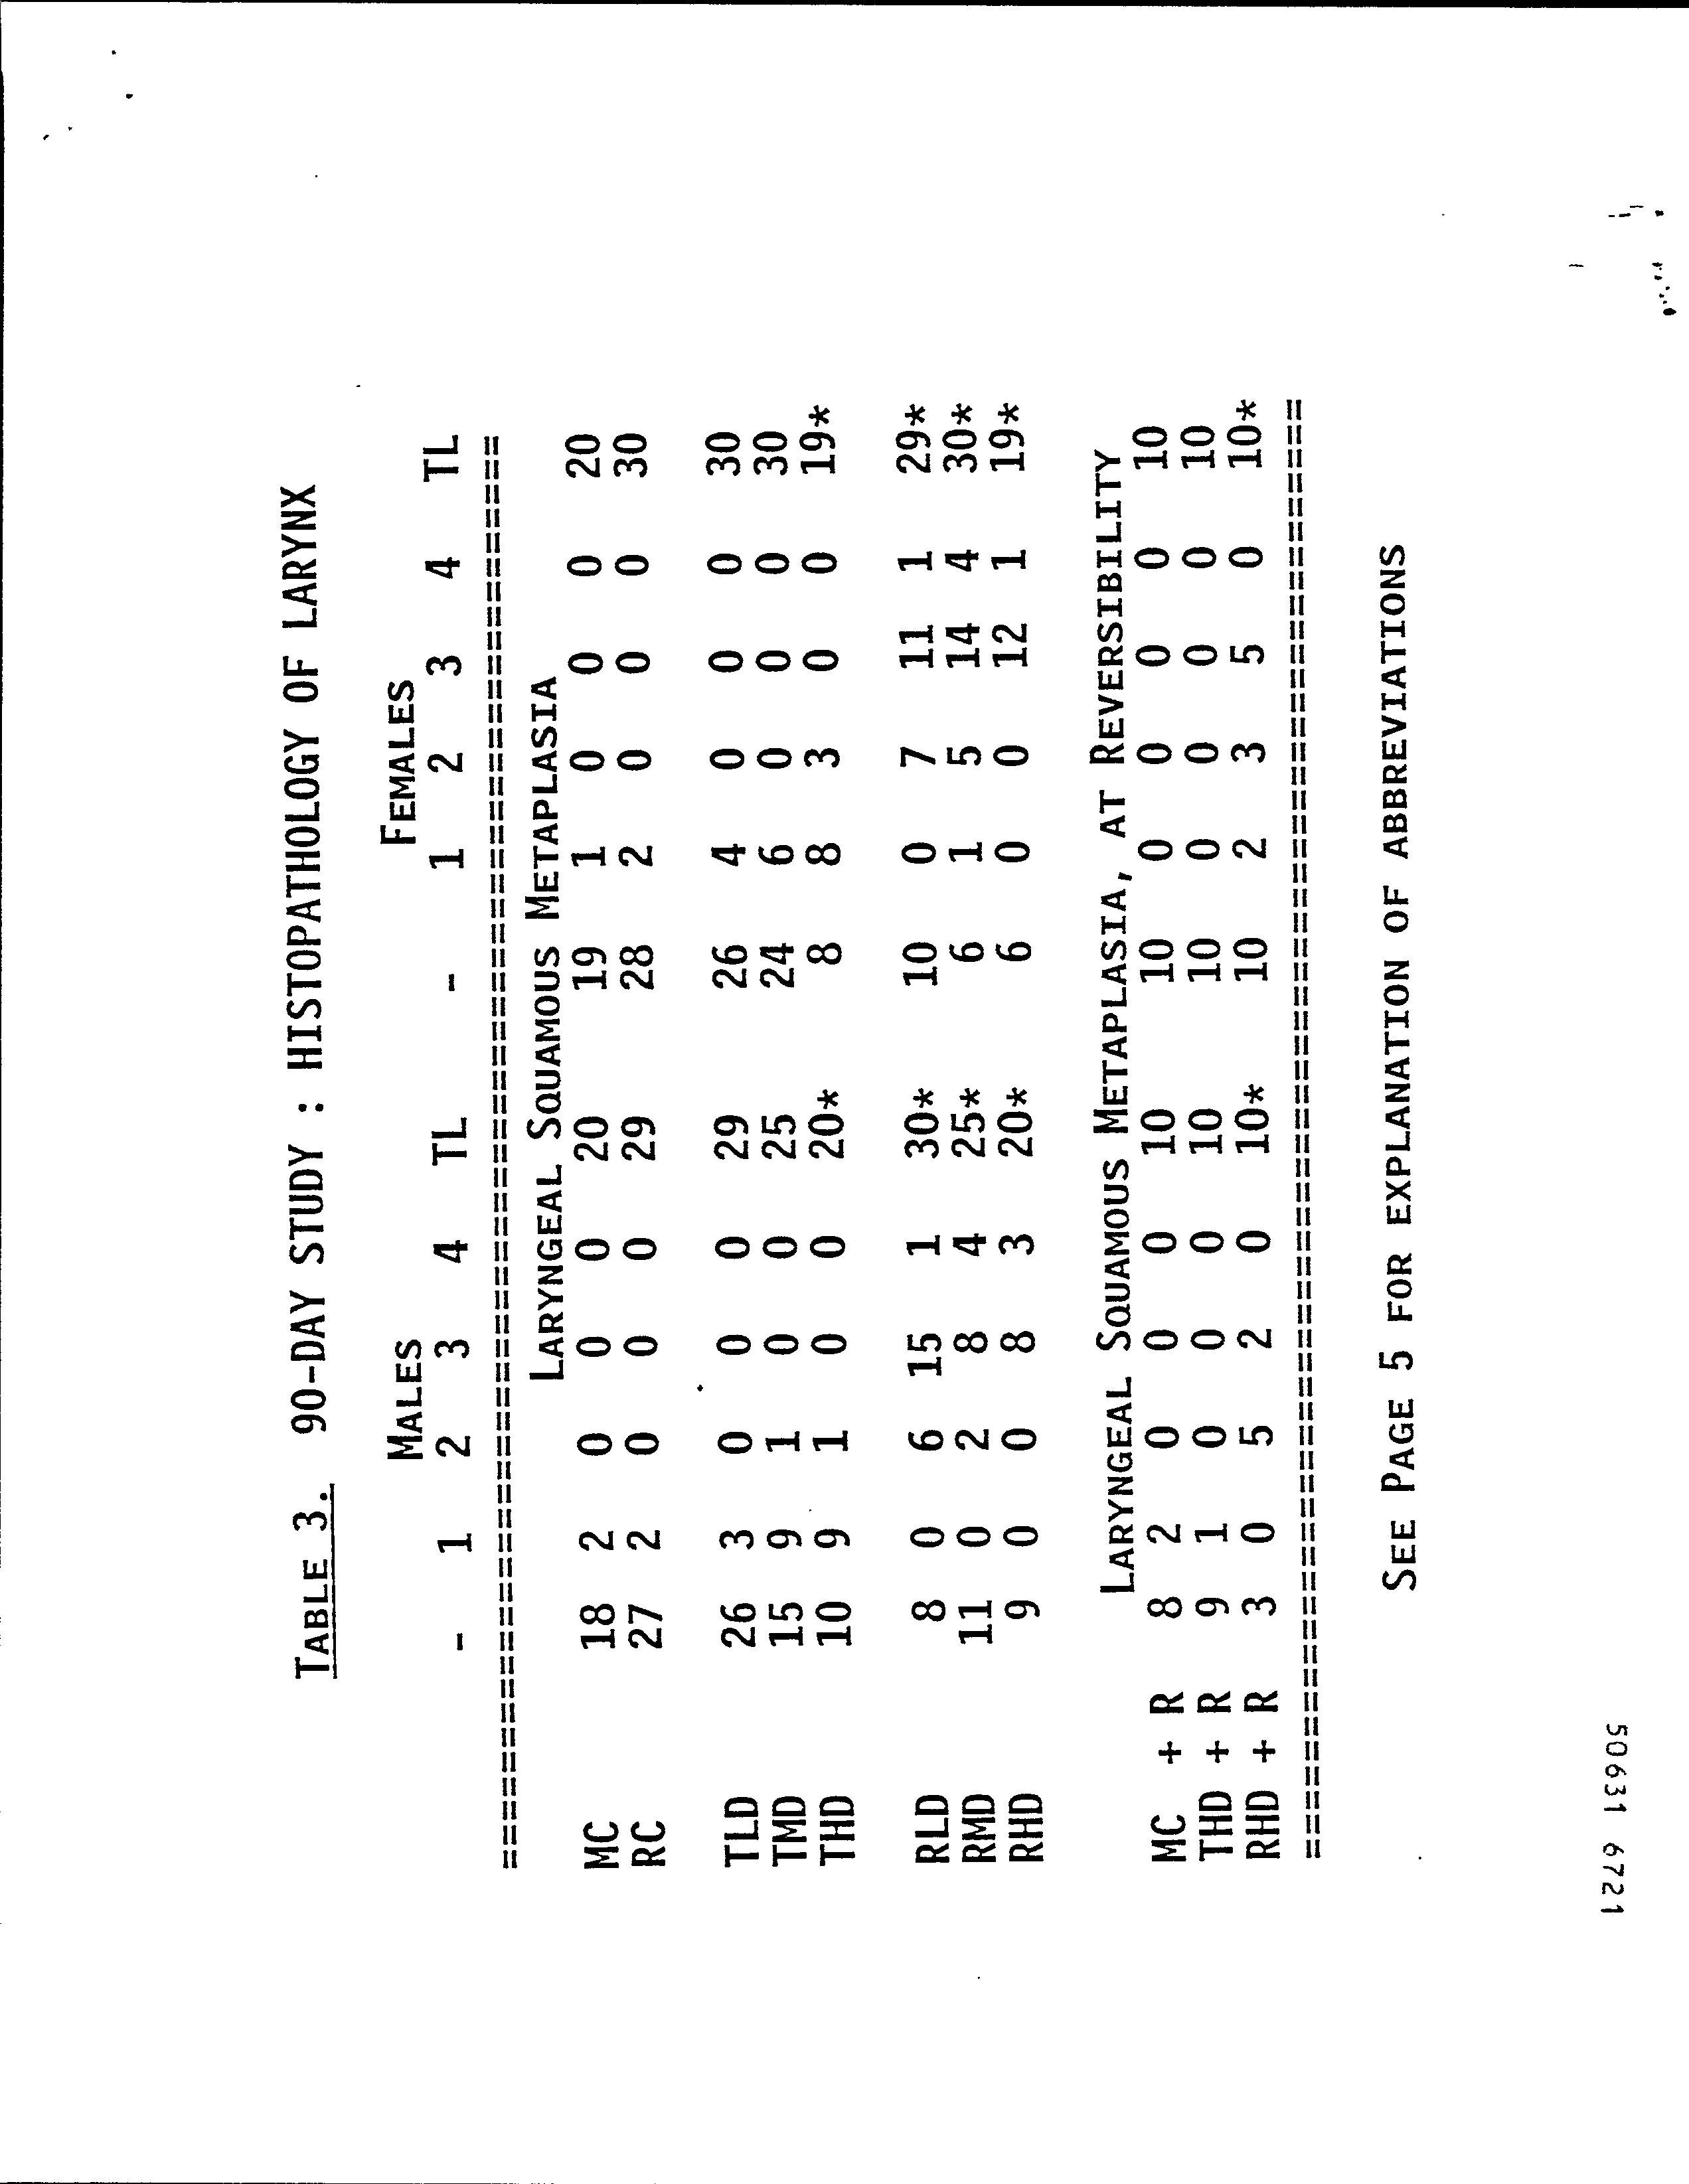 TABLE 3. 90-DAY STUDY : HISTOPATHOLOGY OF LARYNX
MALES FEMALES
- 1 2 3 4 TL - 1 2 3 4 TL
LARYNGEAL SQUAMOUS METAPLASIA
MC 18 2 0 0 0 20 19 1 0 0 0 20
RC 27 2 0 0 0 29 28 2 0 0 0 30
TLD 26 3 0 0 0 29 26 4 0 0 0 30
TMD 15 9 1 0 0 25 24 6 0 0 0 30
THD 10 9 1 0 0 20* 8 8 3 0 0 19*
RLD 8 0 6 15 1 30* 10 0 7 11 1 29*
RMD 11 0 2 8 4 25* 6 1 5 14 4 30*
RHD 9 0 0 8 3 20* 6 0 0 12 1 19*
LARYNGEAL SQUAMOUS METAPLASIA, AT REVERSIBILITY
MC + R 8 2 0 0 0 10 10 0 0 0 0 10
THD + R 9 1 0 0 0 10 10 0 0 0 0 10
RHD + R 3 0 5 2 0 10* 10 2 3 5 0 10*
SEE PAGE 5 FOR EXPLANATION OF ABBREVIATIONS
50631 6721